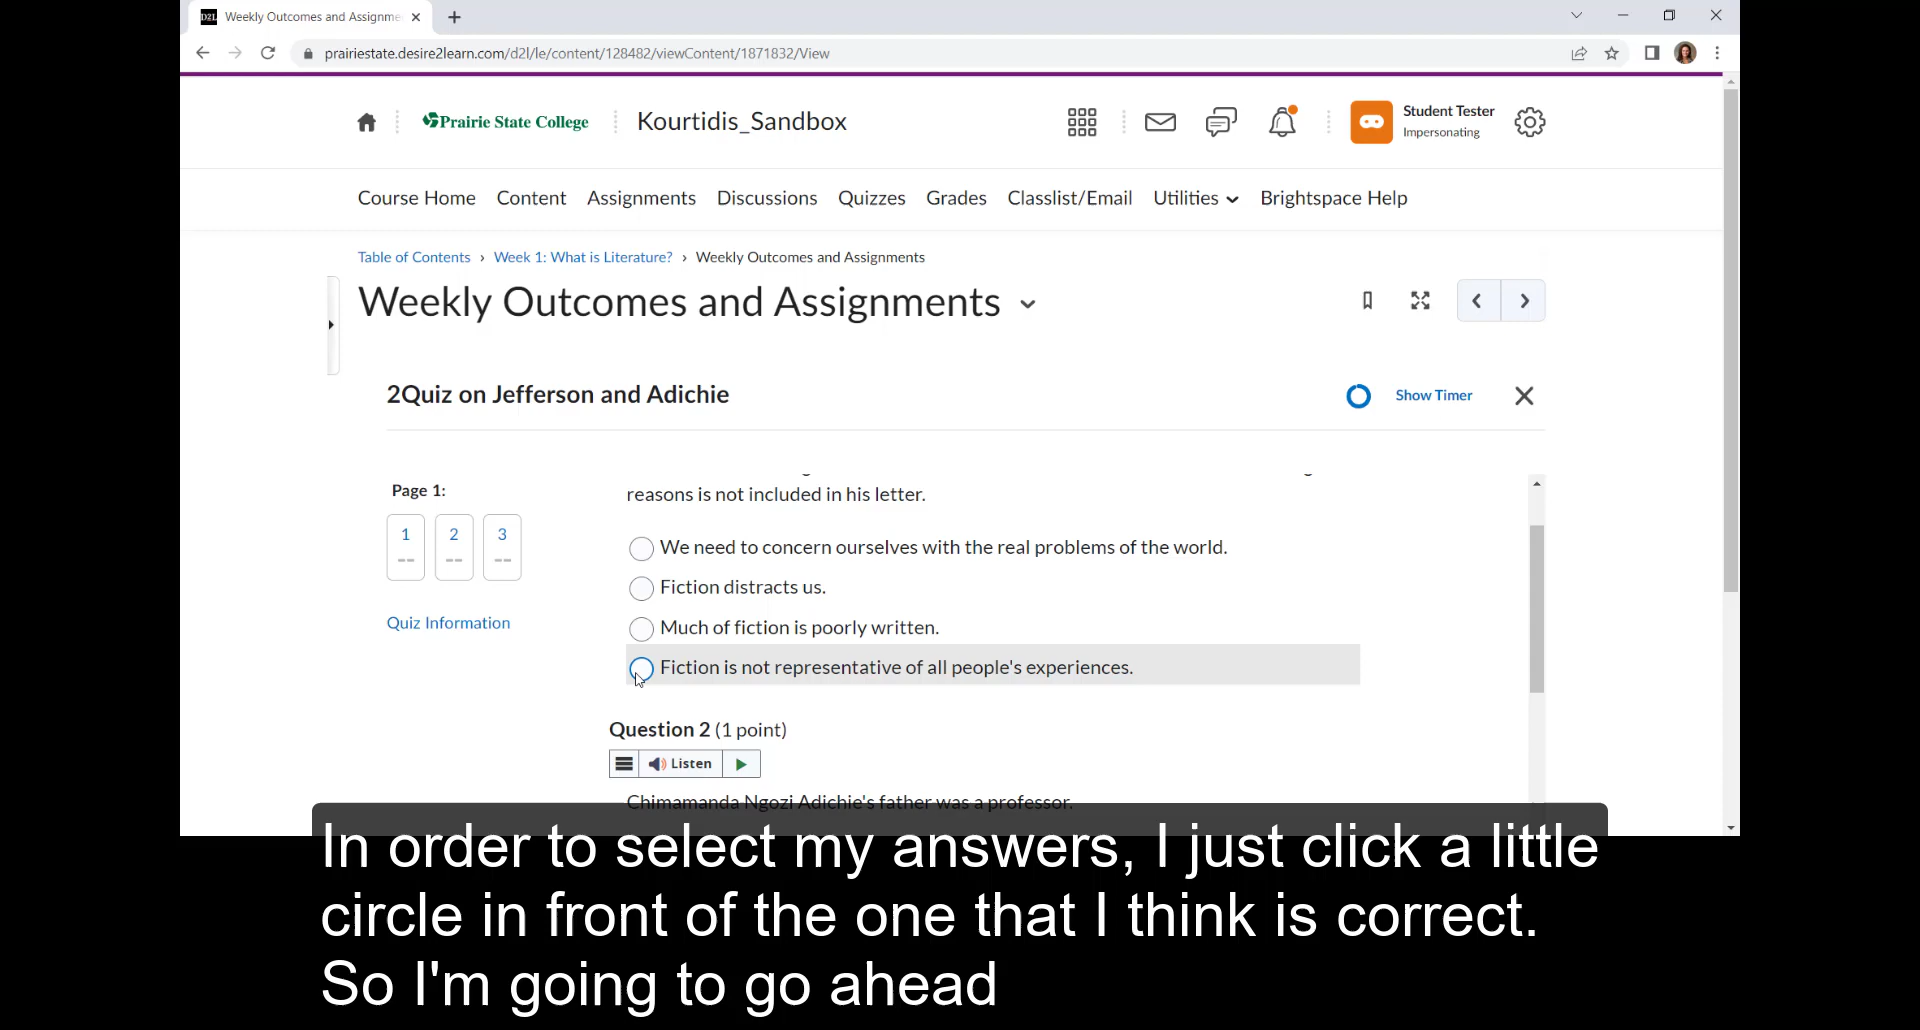 D2L Weekly Outcomes and Assignme
prairiestate.desire2learn.com/d2l/le/content/128482/viewContent/1871832/View
Prairie State College
Kourtidis_Sandbox
Student Tester
Impersonating
Course Home Content Assignments Discussions Quizzes Grades Classlist/Email Utilities Brightspace Help
Table of Contents › Week 1: What is Literature? › Weekly Outcomes and Assignments
Weekly Outcomes and Assignments
2Quiz on Jefferson and Adichie
Show Timer
Page 1:
1 2 3
-- -- --
Quiz Information
reasons is not included in his letter.
We need to concern ourselves with the real problems of the world.
Fiction distracts us.
Much of fiction is poorly written.
Fiction is not representative of all people's experiences.
Question 2 (1 point)
Listen
Chimamanda Ngozi Adichie's father was a professor.
In order to select my answers, I just click a little
circle in front of the one that I think is correct.
So I'm going to go ahead